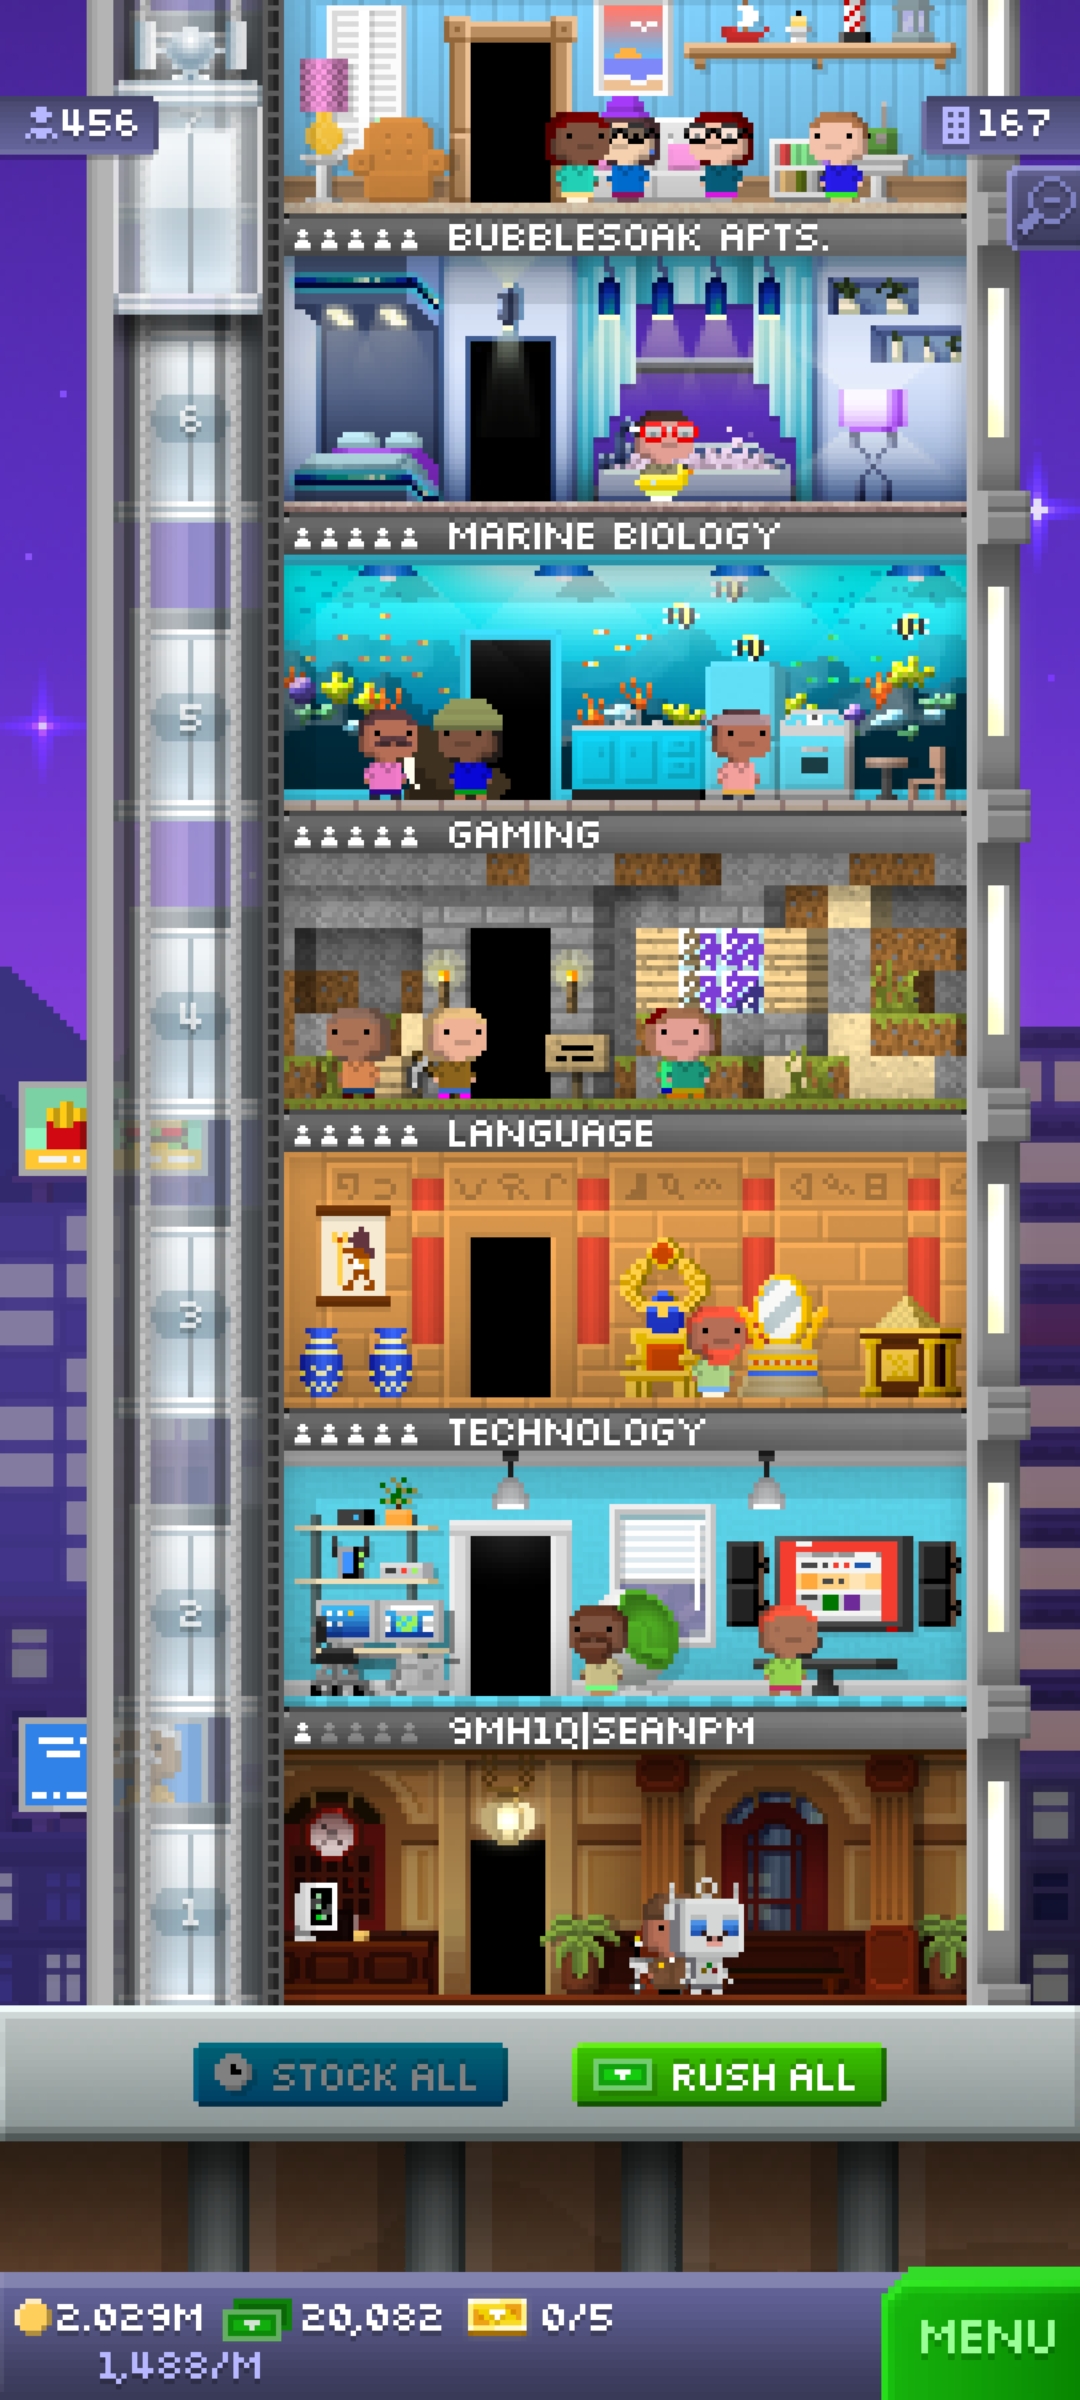 456
167
7
BUBBLESOAK APTS.
6
MARINE BIOLOGY
5
GAMING
4
LANGUAGE
3
TECHNOLOGY
2
9MH1Q|SEANPM
1
STOCK ALL
RUSH ALL
2.029M
20,082
0/5
1,488/M
MENU